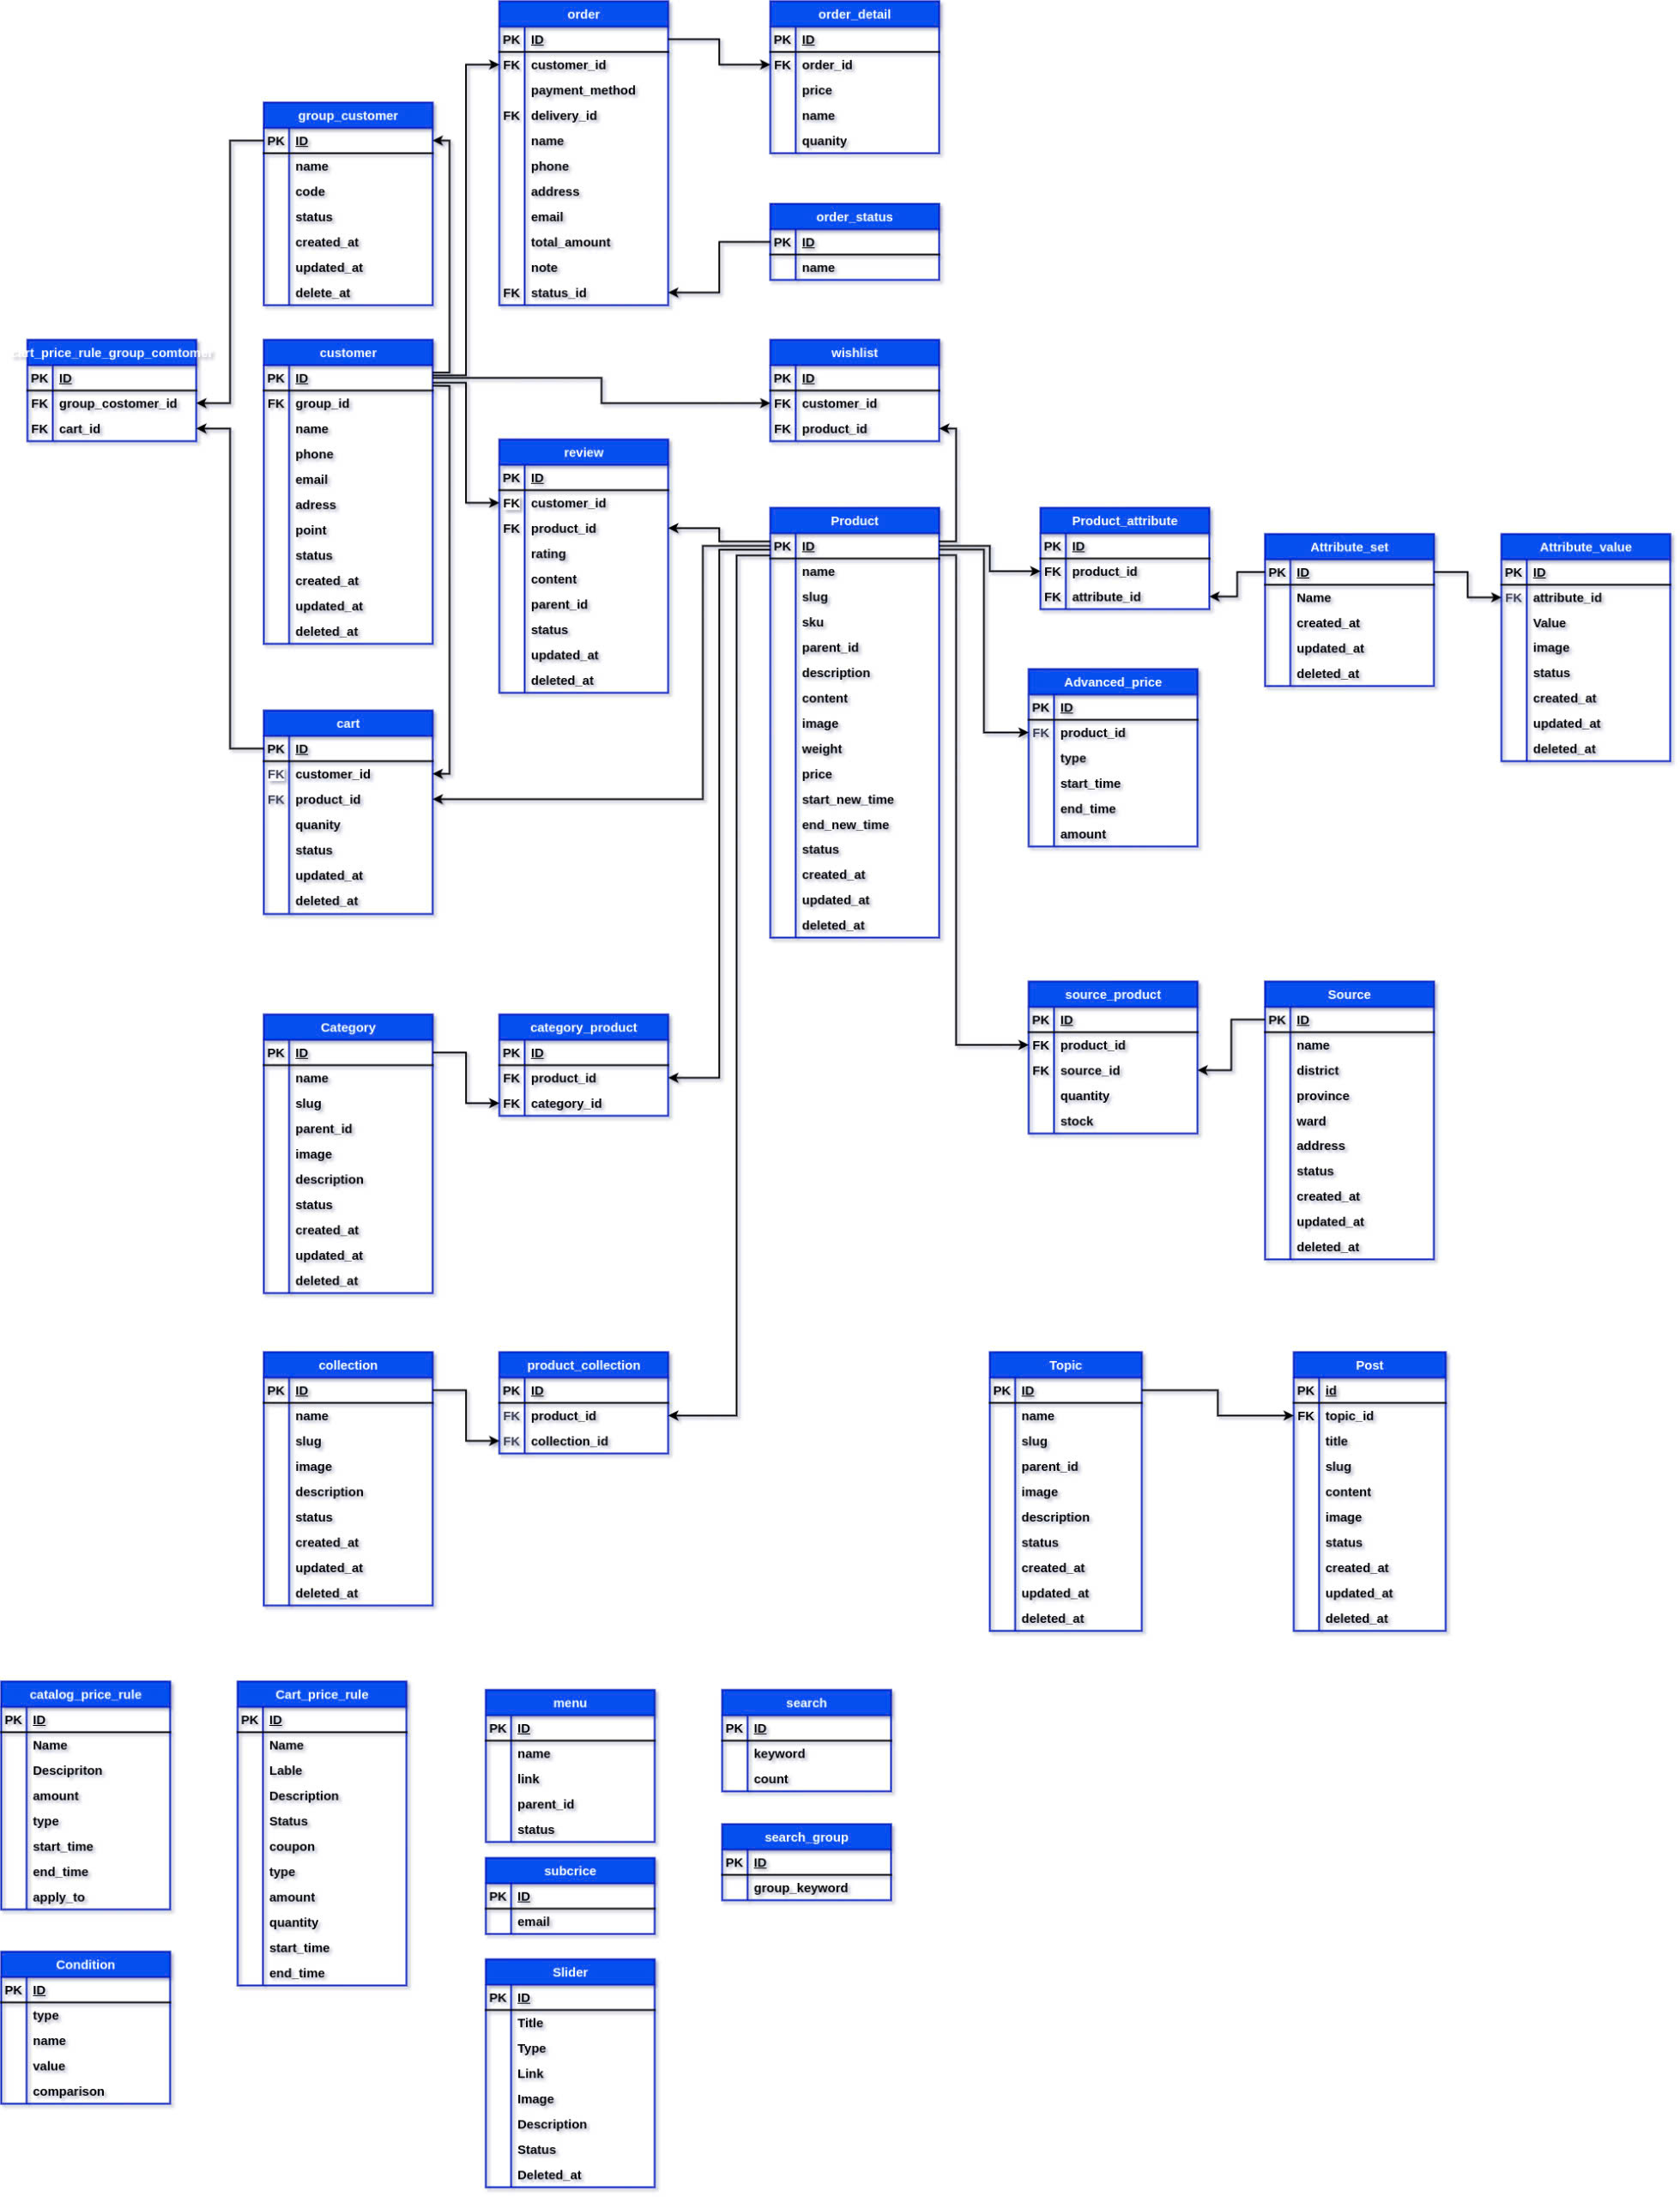 order
PK ID
FK customer_id
payment_method
FK delivery_id
name
phone
address
email
total_amount
note
FK status_id
order_detail
PK ID
FK order_id
price
name
quanity
group_customer
PK ID
name
code
status
created_at
updated_at
delete_at
order_status
PK ID
name
cart_price_rule_group_comtomer
PK ID
FK group_costomer_id
FK cart_id
customer
PK ID
FK group_id
name
phone
email
adress
point
status
created_at
updated_at
deleted_at
wishlist
PK ID
FK customer_id
FK product_id
review
PK ID
FK customer_id
FK product_id
rating
content
parent_id
status
updated_at
deleted_at
Product
PK ID
name
slug
sku
parent_id
description
content
image
weight
price
start_new_time
end_new_time
status
created_at
updated_at
deleted_at
Product_attribute
PK ID
FK product_id
FK attribute_id
Attribute_set
PK ID
Name
created_at
updated_at
deleted_at
Attribute_value
PK ID
FK attribute_id
Value
image
status
created_at
updated_at
deleted_at
Advanced_price
PK ID
FK product_id
type
start_time
end_time
amount
cart
PK ID
FK customer_id
FK product_id
quanity
status
updated_at
deleted_at
source_product
PK ID
FK product_id
FK source_id
quantity
stock
Source
PK ID
name
district
province
ward
address
status
created_at
updated_at
deleted_at
Category
PK ID
name
slug
parent_id
image
description
status
created_at
updated_at
deleted_at
category_product
PK ID
FK product_id
FK category_id
collection
PK ID
name
slug
image
description
status
created_at
updated_at
deleted_at
product_collection
PK ID
FK product_id
FK collection_id
Topic
PK ID
name
slug
parent_id
image
description
status
created_at
updated_at
deleted_at
Post
PK id
FK topic_id
title
slug
content
image
status
created_at
updated_at
deleted_at
catalog_price_rule
PK ID
Name
Descipriton
amount
type
start_time
end_time
apply_to
Cart_price_rule
PK ID
Name
Lable
Description
Status
coupon
type
amount
quantity
start_time
end_time
menu
PK ID
name
link
parent_id
status
search
PK ID
keyword
count
search_group
PK ID
group_keyword
subcrice
PK ID
email
Condition
PK ID
type
name
value
comparison
Slider
PK ID
Title
Type
Link
Image
Description
Status
Deleted_at